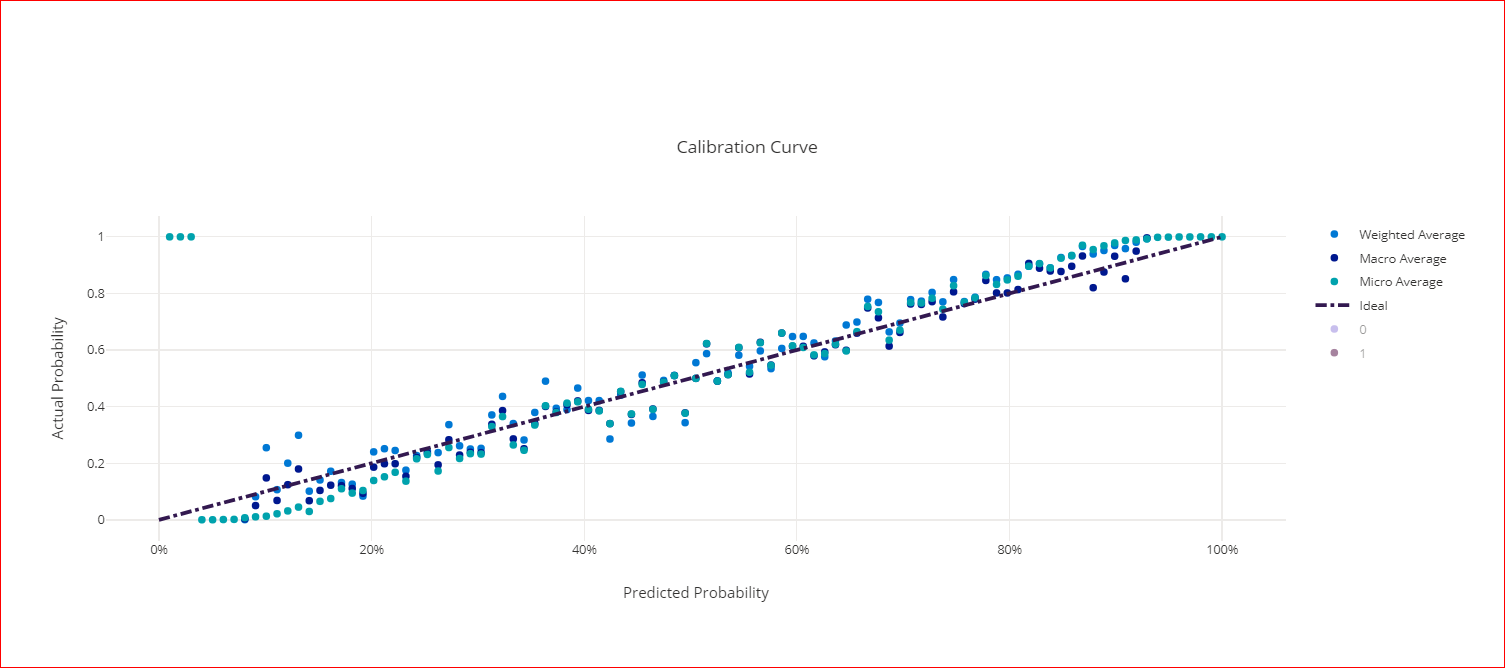 Calibration Curve
Weighted Average
Macro Average
Micro Average
Ideal
0
1
Actual Probability
1
0.8
0.6
0.4
0.2
0
0%
20%
40%
60%
80%
100%
Predicted Probability